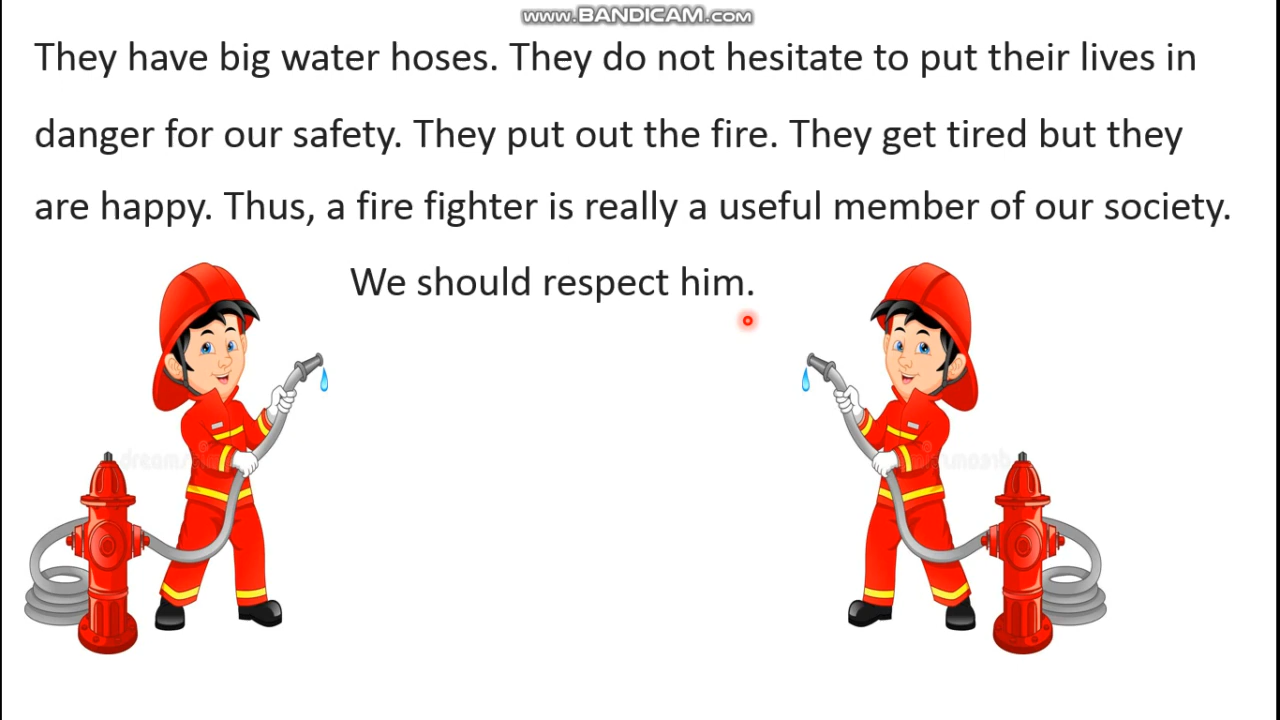 www.BANDICAM.com
They have big water hoses. They do not hesitate to put their lives in
danger for our safety. They put out the fire. They get tired but they
are happy. Thus, a fire fighter is really a useful member of our society.
We should respect him.